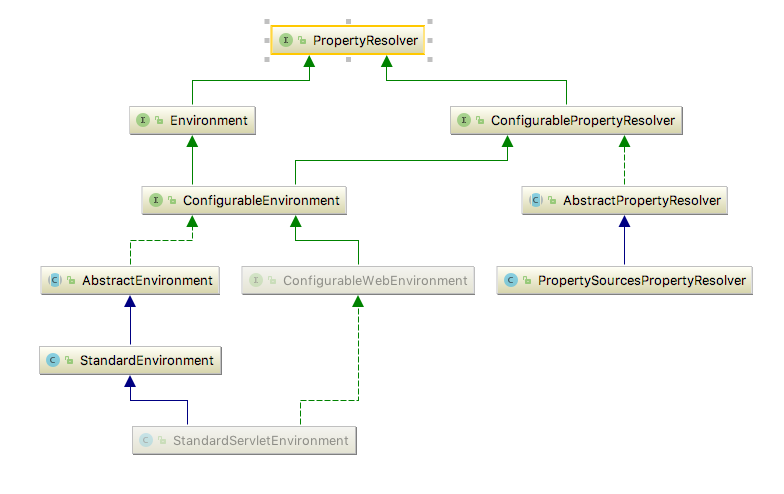 I PropertyResolver
I Environment
I ConfigurablePropertyResolver
I ConfigurableEnvironment
C AbstractPropertyResolver
C AbstractEnvironment
I ConfigurableWebEnvironment
C PropertySourcesPropertyResolver
C StandardEnvironment
C StandardServletEnvironment